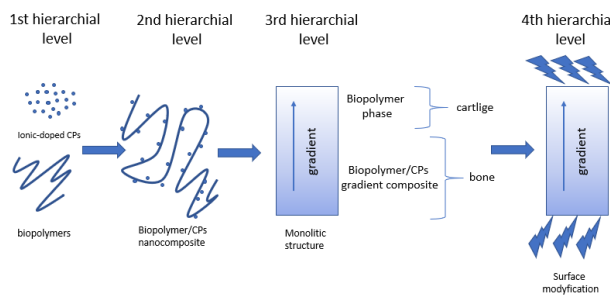 1st hierarchial
level
2nd hierarchial
level
3rd hierarchial
level
4th hierarchial
level
Ionic-doped CPs
biopolymers
Biopolymer/CPs
nanocomposite
gradient
Monolitic
structure
Biopolymer
phase
cartlige
Biopolymer/CPs
gradient composite
bone
gradient
Surface
modyfication